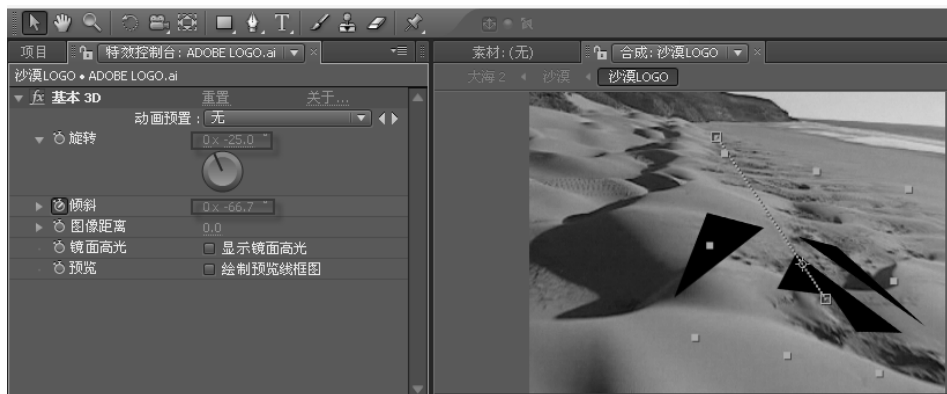 项目 特效控制台: ADOBE LOGO.ai
素材: (无) 合成: 沙漠LOGO
沙漠LOGO • ADOBE LOGO.ai
大海 2 沙漠 沙漠LOGO
fx 基本 3D 重置 关于...
动画预置: 无
旋转 0 x -25.0 °
倾斜 0 x -66.7 °
图像距离 0.0
镜面高光 显示镜面高光
预览 绘制预览线框图